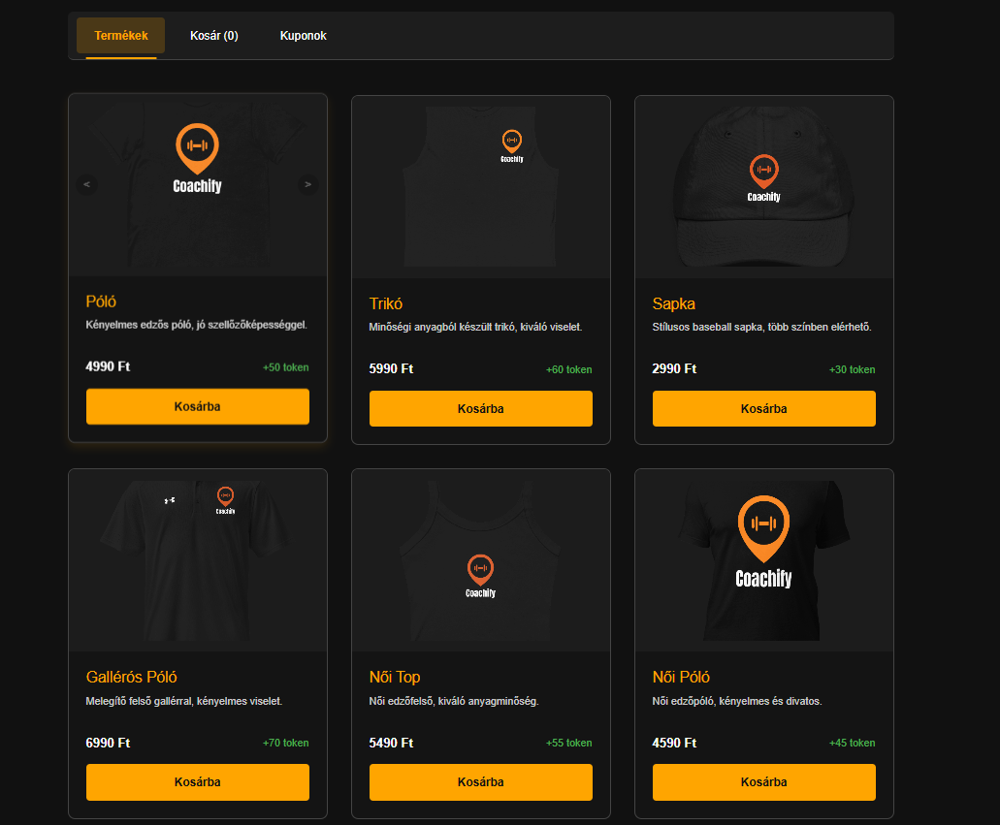 Termékek Kosár (0) Kuponok
Coachify
< >
Póló
Kényelmes edzős póló, jó szellőzőképességgel.
4990 Ft +50 token
Kosárba
Coachify
Trikó
Minőségi anyagból készült trikó, kiváló viselet.
5990 Ft +60 token
Kosárba
Coachify
Sapka
Stílusos baseball sapka, több színben elérhető.
2990 Ft +30 token
Kosárba
Coachify
Gallérós Póló
Melegítő felső gallérral, kényelmes viselet.
6990 Ft +70 token
Kosárba
Coachify
Női Top
Női edzőfelső, kiváló anyagminőség.
5490 Ft +55 token
Kosárba
Coachify
Női Póló
Női edzőpóló, kényelmes és divatos.
4590 Ft +45 token
Kosárba